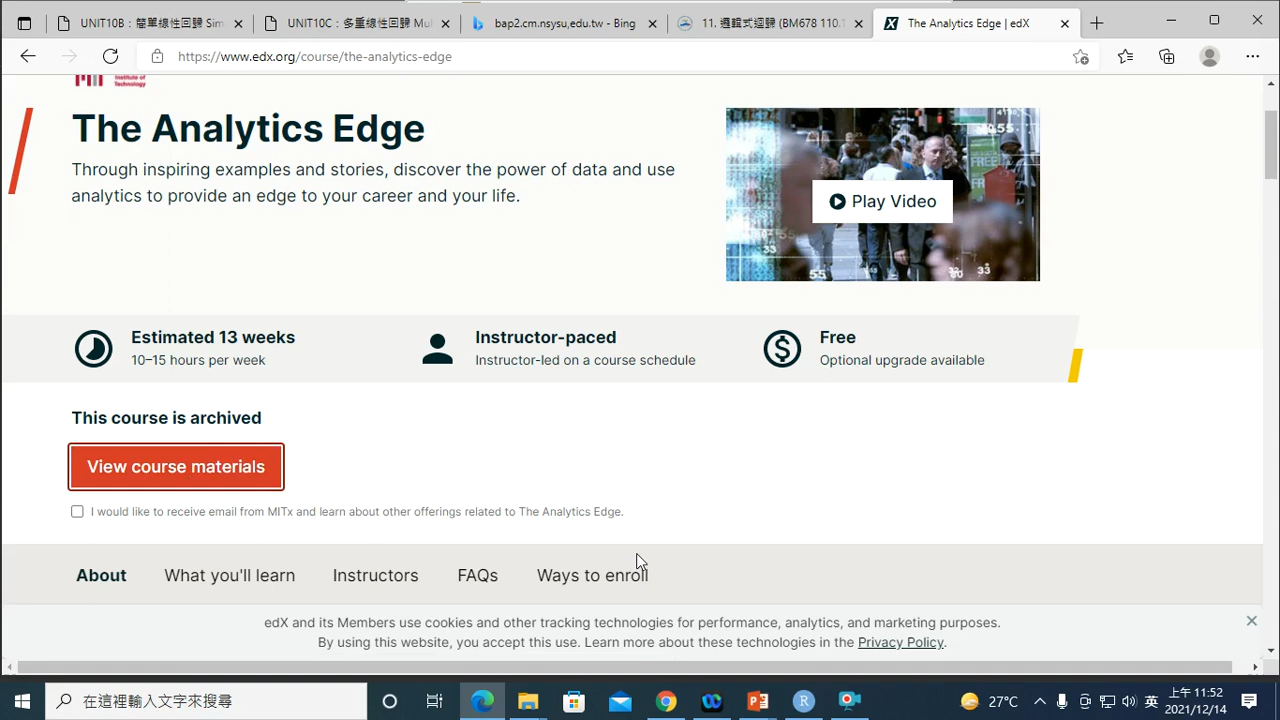 UNIT10B：簡單線性回歸 Sim
UNIT10C：多重線性回歸 Mul
bap2.cm.nsysu.edu.tw - Bing
11. 邏輯式迴歸 (BM678 110.1
The Analytics Edge | edX
https://www.edx.org/course/the-analytics-edge
Institute of
Technology
The Analytics Edge
Through inspiring examples and stories, discover the power of data and use
analytics to provide an edge to your career and your life.
Play Video
Estimated 13 weeks
10–15 hours per week
Instructor-paced
Instructor-led on a course schedule
Free
Optional upgrade available
This course is archived
View course materials
I would like to receive email from MITx and learn about other offerings related to The Analytics Edge.
About
What you'll learn
Instructors
FAQs
Ways to enroll
edX and its Members use cookies and other tracking technologies for performance, analytics, and marketing purposes.
By using this website, you accept this use. Learn more about these technologies in the Privacy Policy.
在這裡輸入文字來搜尋
27°C
英
上午 11:52
2021/12/14